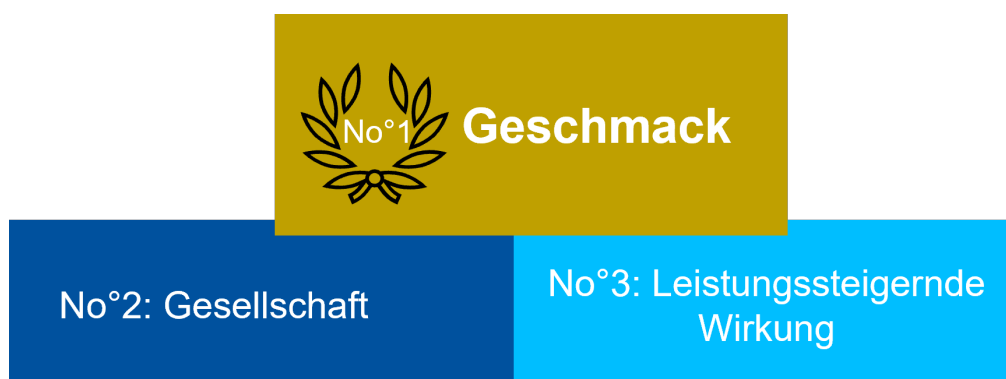 No°1 Geschmack
No°2: Gesellschaft
No°3: Leistungssteigernde
Wirkung